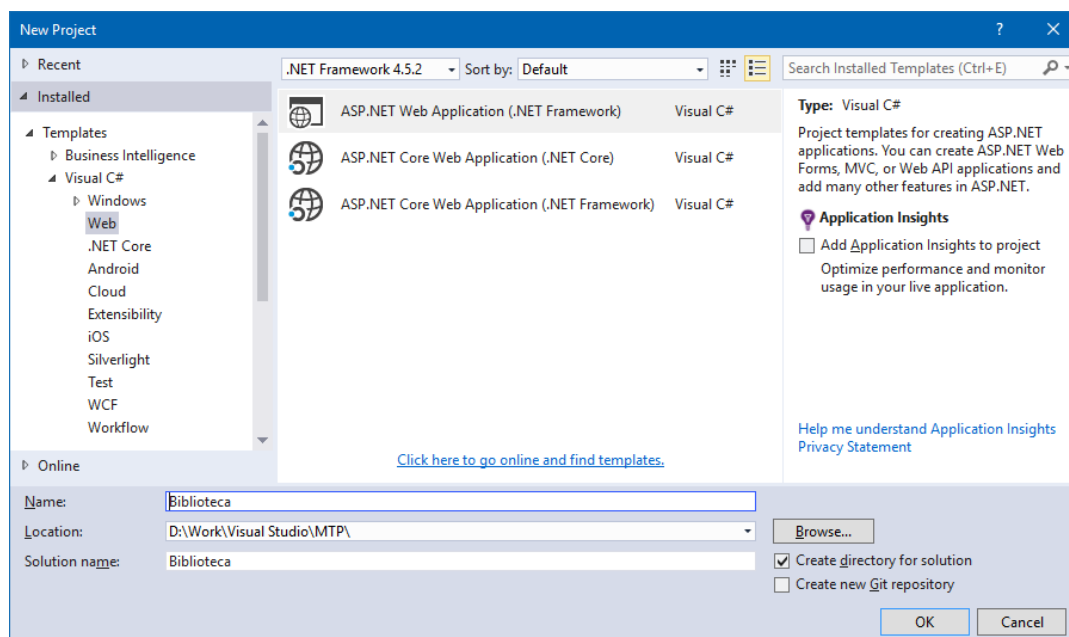 New Project
?
Recent
Installed
Templates
Business Intelligence
Visual C#
Windows
Web
.NET Core
Android
Cloud
Extensibility
iOS
Silverlight
Test
WCF
Workflow
Online
.NET Framework 4.5.2 Sort by: Default
ASP.NET Web Application (.NET Framework) Visual C#
ASP.NET Core Web Application (.NET Core) Visual C#
ASP.NET Core Web Application (.NET Framework) Visual C#
Click here to go online and find templates.
Search Installed Templates (Ctrl+E)
Type: Visual C#
Project templates for creating ASP.NET
applications. You can create ASP.NET Web
Forms, MVC, or Web API applications and
add many other features in ASP.NET.
Application Insights
Add Application Insights to project
Optimize performance and monitor
usage in your live application.
Help me understand Application Insights
Privacy Statement
Name: Biblioteca
Location: D:\Work\Visual Studio\MTP\ Browse...
Solution name: Biblioteca
Create directory for solution
Create new Git repository
OK Cancel